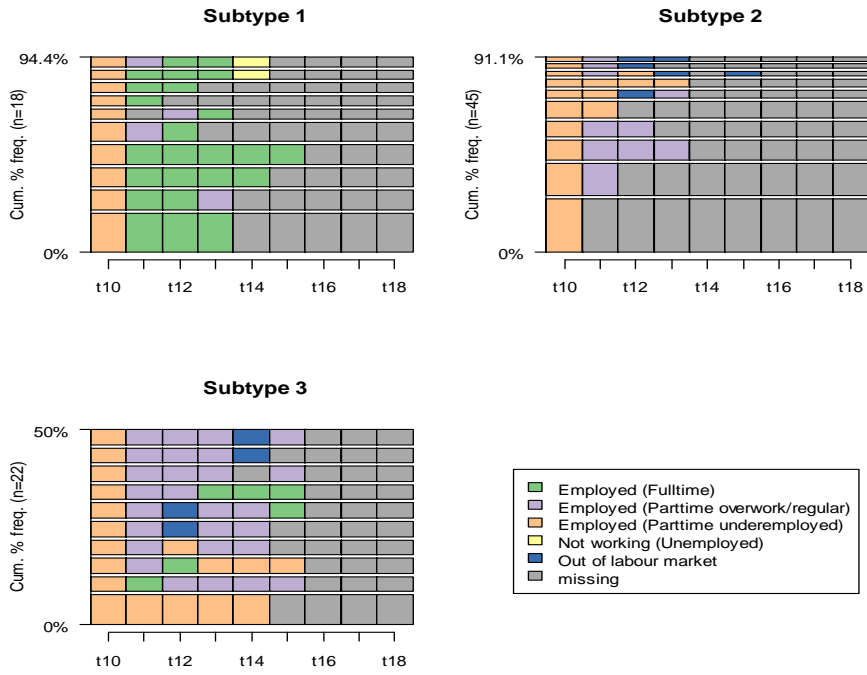 Subtype 1
94.4%
Cum. % freq. (n=18)
0%
t10 t12 t14 t16 t18
Subtype 2
91.1%
Cum. % freq. (n=45)
0%
t10 t12 t14 t16 t18
Subtype 3
50%
Cum. % freq. (n=22)
0%
t10 t12 t14 t16 t18
Employed (Fulltime)
Employed (Parttime overwork/regular)
Employed (Parttime underemployed)
Not working (Unemployed)
Out of labour market
missing